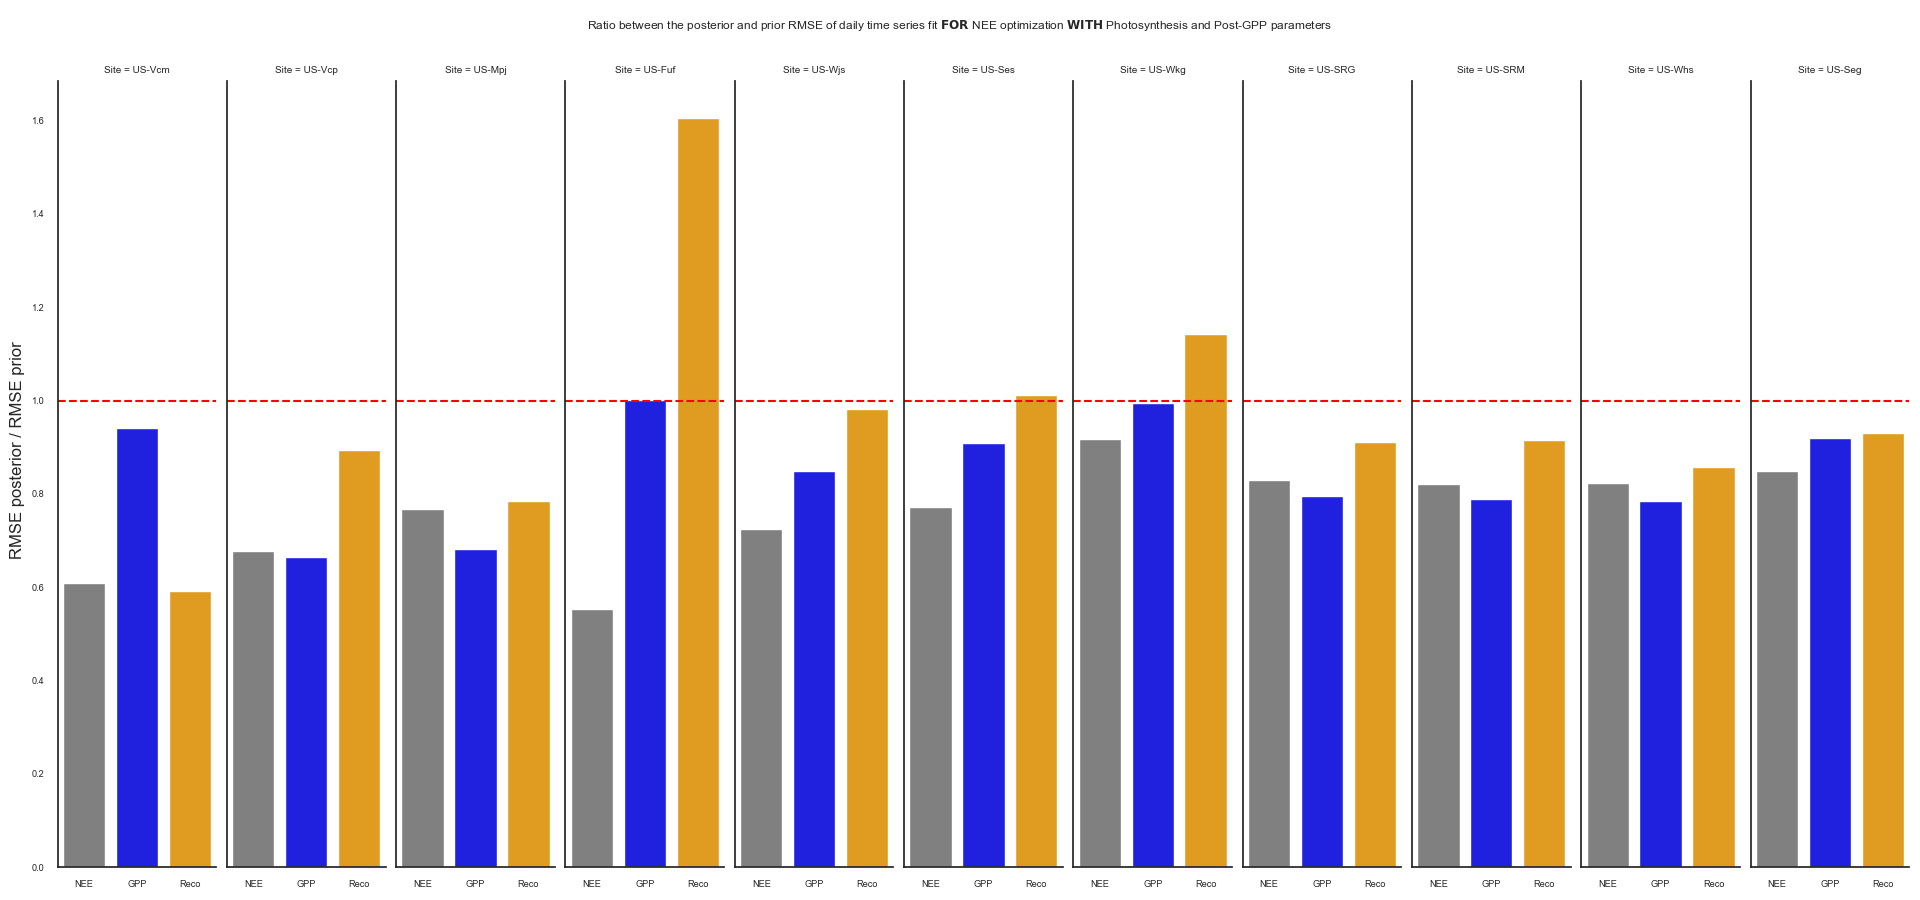 Ratio between the posterior and prior RMSE of daily time series fit FOR NEE optimization WITH Photosynthesis and Post-GPP parameters
Site = US-Vcm
Site = US-Vcp
Site = US-Mpj
Site = US-Fuf
Site = US-Wjs
Site = US-Ses
Site = US-Wkg
Site = US-SRG
Site = US-SRM
Site = US-Whs
Site = US-Seg
RMSE posterior / RMSE prior
1.6
1.4
1.2
1.0
0.8
0.6
0.4
0.2
0.0
NEE GPP Reco
NEE GPP Reco
NEE GPP Reco
NEE GPP Reco
NEE GPP Reco
NEE GPP Reco
NEE GPP Reco
NEE GPP Reco
NEE GPP Reco
NEE GPP Reco
NEE GPP Reco